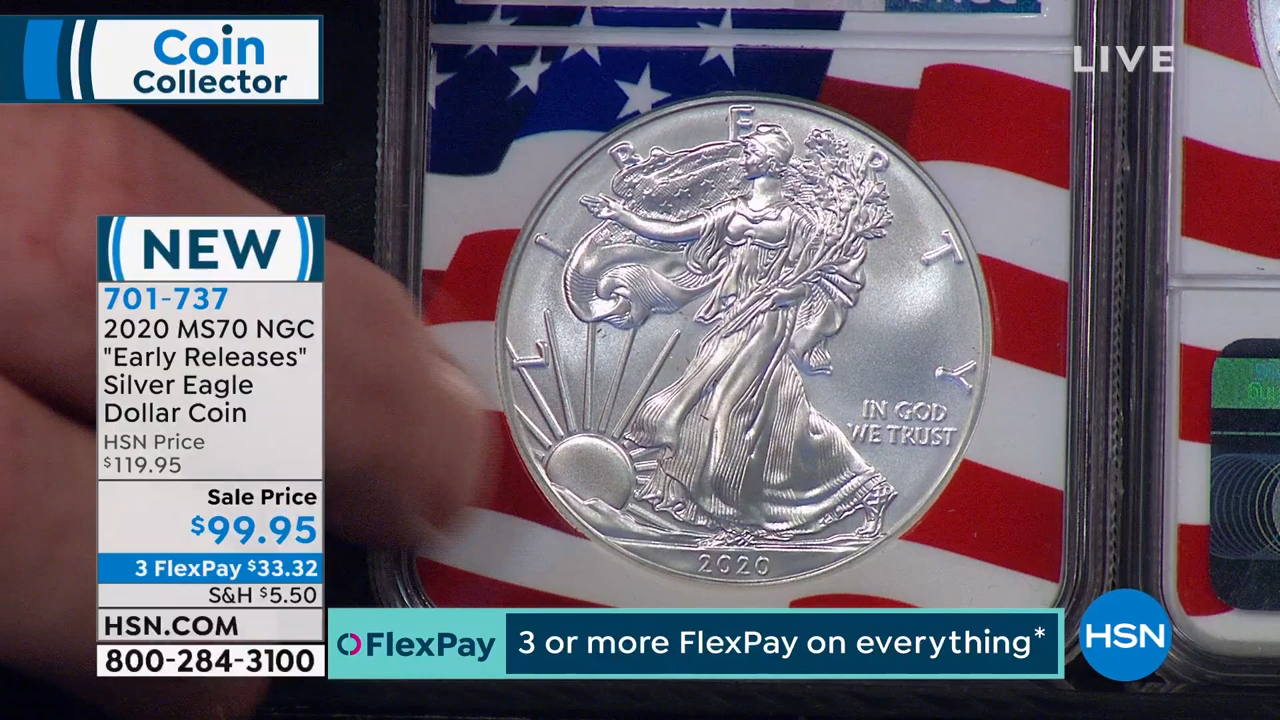 Coin
Collector
LIVE
NEW
701-737
2020 MS70 NGC
"Early Releases"
Silver Eagle
Dollar Coin
HSN Price
$119.95
Sale Price
$99.95
3 FlexPay $33.32
S&H $5.50
HSN.COM
800-284-3100
LIBERTY
IN GOD
WE TRUST
2020
FlexPay
3 or more FlexPay on everything*
HSN